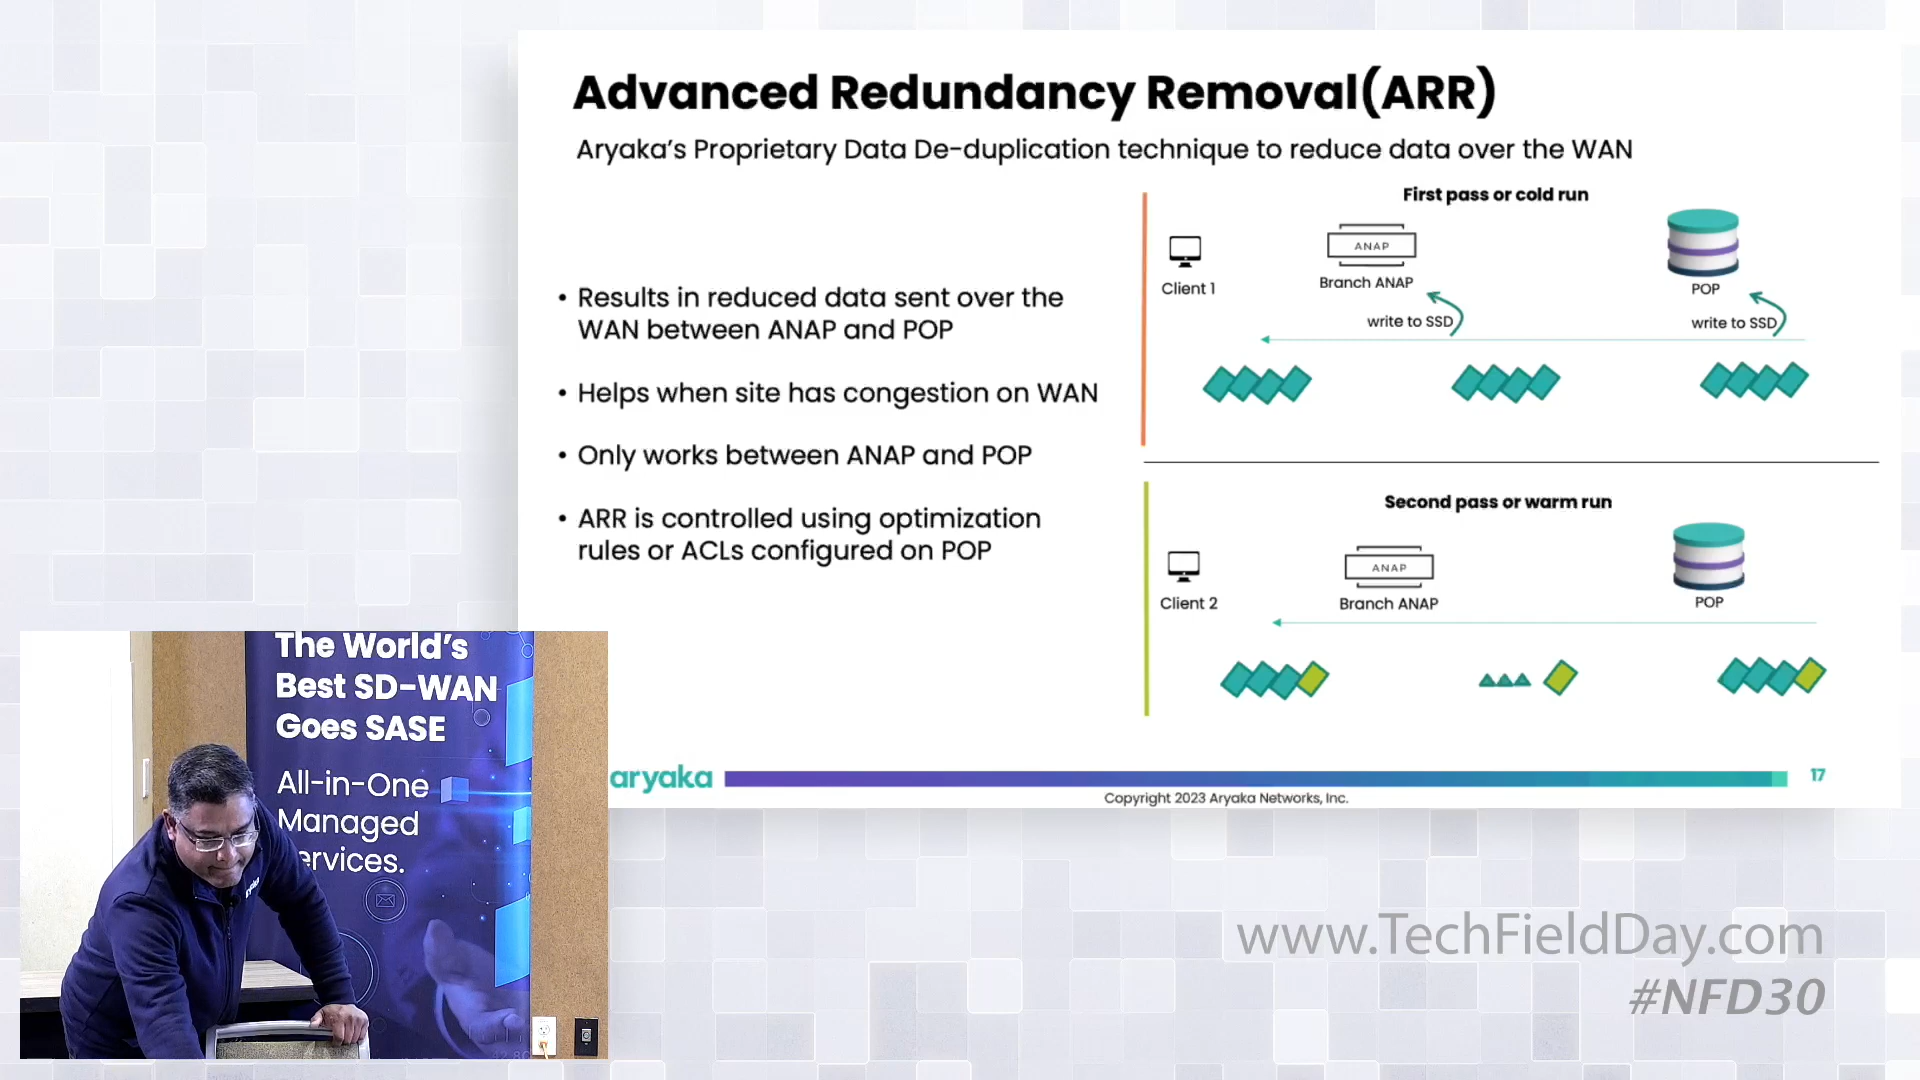 Advanced Redundancy Removal(ARR)
Aryaka's Proprietary Data De-duplication technique to reduce data over the WAN
• Results in reduced data sent over the
WAN between ANAP and POP
• Helps when site has congestion on WAN
• Only works between ANAP and POP
• ARR is controlled using optimization
rules or ACLs configured on POP
First pass or cold run
ANAP
Client 1
Branch ANAP
POP
write to SSD
write to SSD
Second pass or warm run
ANAP
Client 2
Branch ANAP
POP
aryaka
17
Copyright 2023 Aryaka Networks, Inc.
The World's
Best SD-WAN
Goes SASE
All-in-One
Managed
ervices.
www.TechFieldDay.com
#NFD30